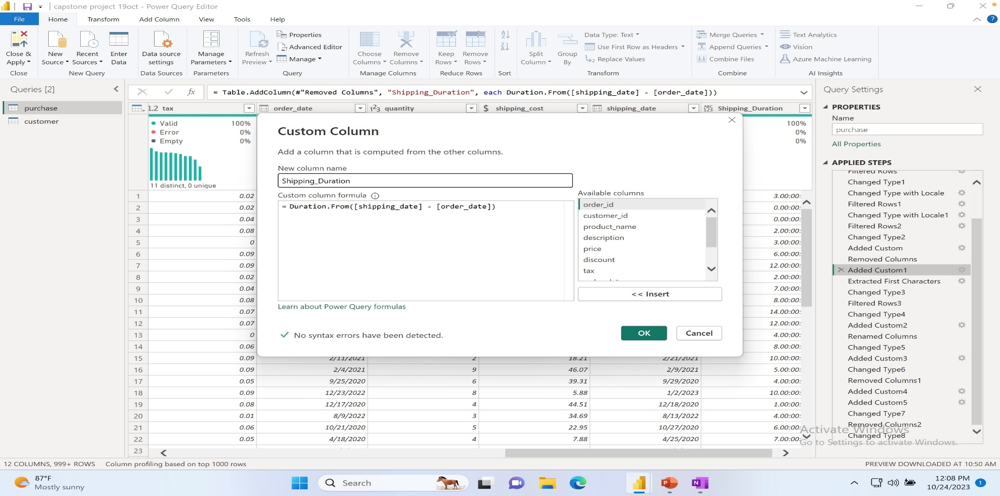 capstone project 19oct - Power Query Editor
File Home Transform Add Column View Tools Help
Close & Apply
New Source
Recent Sources
Enter Data
Data source settings
Manage Parameters
Refresh Preview
Properties
Advanced Editor
Manage
Choose Columns
Remove Columns
Keep Rows
Remove Rows
Split Column
Group By
Data Type: Text
Use First Row as Headers
Replace Values
Merge Queries
Append Queries
Combine Files
Text Analytics
Vision
Azure Machine Learning
Close New Query Data Sources Parameters Query Manage Columns Reduce Rows Sort Transform Combine AI Insights
Queries [2]
purchase
customer
fx = Table.AddColumn(#"Removed Columns", "Shipping_Duration", each Duration.From([shipping_date] - [order_date]))
1.2 tax order_date 123 quantity $ shipping_cost shipping_date ABC 123 Shipping_Duration
Valid 100% 100%
Error 0% 0%
Empty 0% 0%
11 distinct, 0 unique
Custom Column
Add a column that is computed from the other columns.
New column name
Shipping_Duration
Custom column formula
= Duration.From([shipping_date] - [order_date])
Available columns
order_id
customer_id
product_name
description
price
discount
tax
<< Insert
Learn about Power Query formulas
No syntax errors have been detected.
OK Cancel
1 0.02 3.00:00:
2 0.02 0.00:00:
3 0.04 0.00:00:
4 0.08 2.00:00:
5 0 3.00:00:
6 0.09 6.00:00:
7 0.09 12.00:00:
8 0.02 2.00:00:
9 0.04 7.00:00:
10 0.08 8.00:00:
11 0.07 14.00:00:
12 0.07 12.00:00:
13 0 4.00:00:
14 0.06 8.00:00:
15 0.09 2/11/2021 2 18.21 2/21/2021 10.00:00:
16 0.09 2/4/2021 9 46.07 2/9/2021 5.00:00:
17 0.05 9/25/2020 6 39.31 9/29/2020 4.00:00:
18 0.09 12/23/2022 8 5.88 1/2/2023 10.00:00:
19 0.08 12/17/2020 4 44.51 12/18/2020 1.00:00:
20 0.01 8/9/2022 3 34.69 8/13/2022 4.00:00:
21 0.06 10/21/2020 5 22.95 10/27/2020 6.00:00:
22 0.05 4/18/2020 4 7.88 4/25/2020 7.00:00:
23
Query Settings
PROPERTIES
Name
purchase
All Properties
APPLIED STEPS
Filtered Rows
Changed Type1
Changed Type with Locale
Filtered Rows1
Changed Type with Locale1
Filtered Rows2
Changed Type2
Added Custom
Removed Columns
Added Custom1
Extracted First Characters
Changed Type3
Filtered Rows3
Changed Type4
Added Custom2
Renamed Columns
Changed Type5
Added Custom3
Changed Type6
Removed Columns1
Added Custom4
Added Custom5
Changed Type7
Removed Columns2
Changed Type8
Activate Windows
Go to Settings to activate Windows.
12 COLUMNS, 999+ ROWS Column profiling based on top 1000 rows PREVIEW DOWNLOADED AT 10:50 AM
87°F
Mostly sunny
Search
12:08 PM
10/24/2023
1